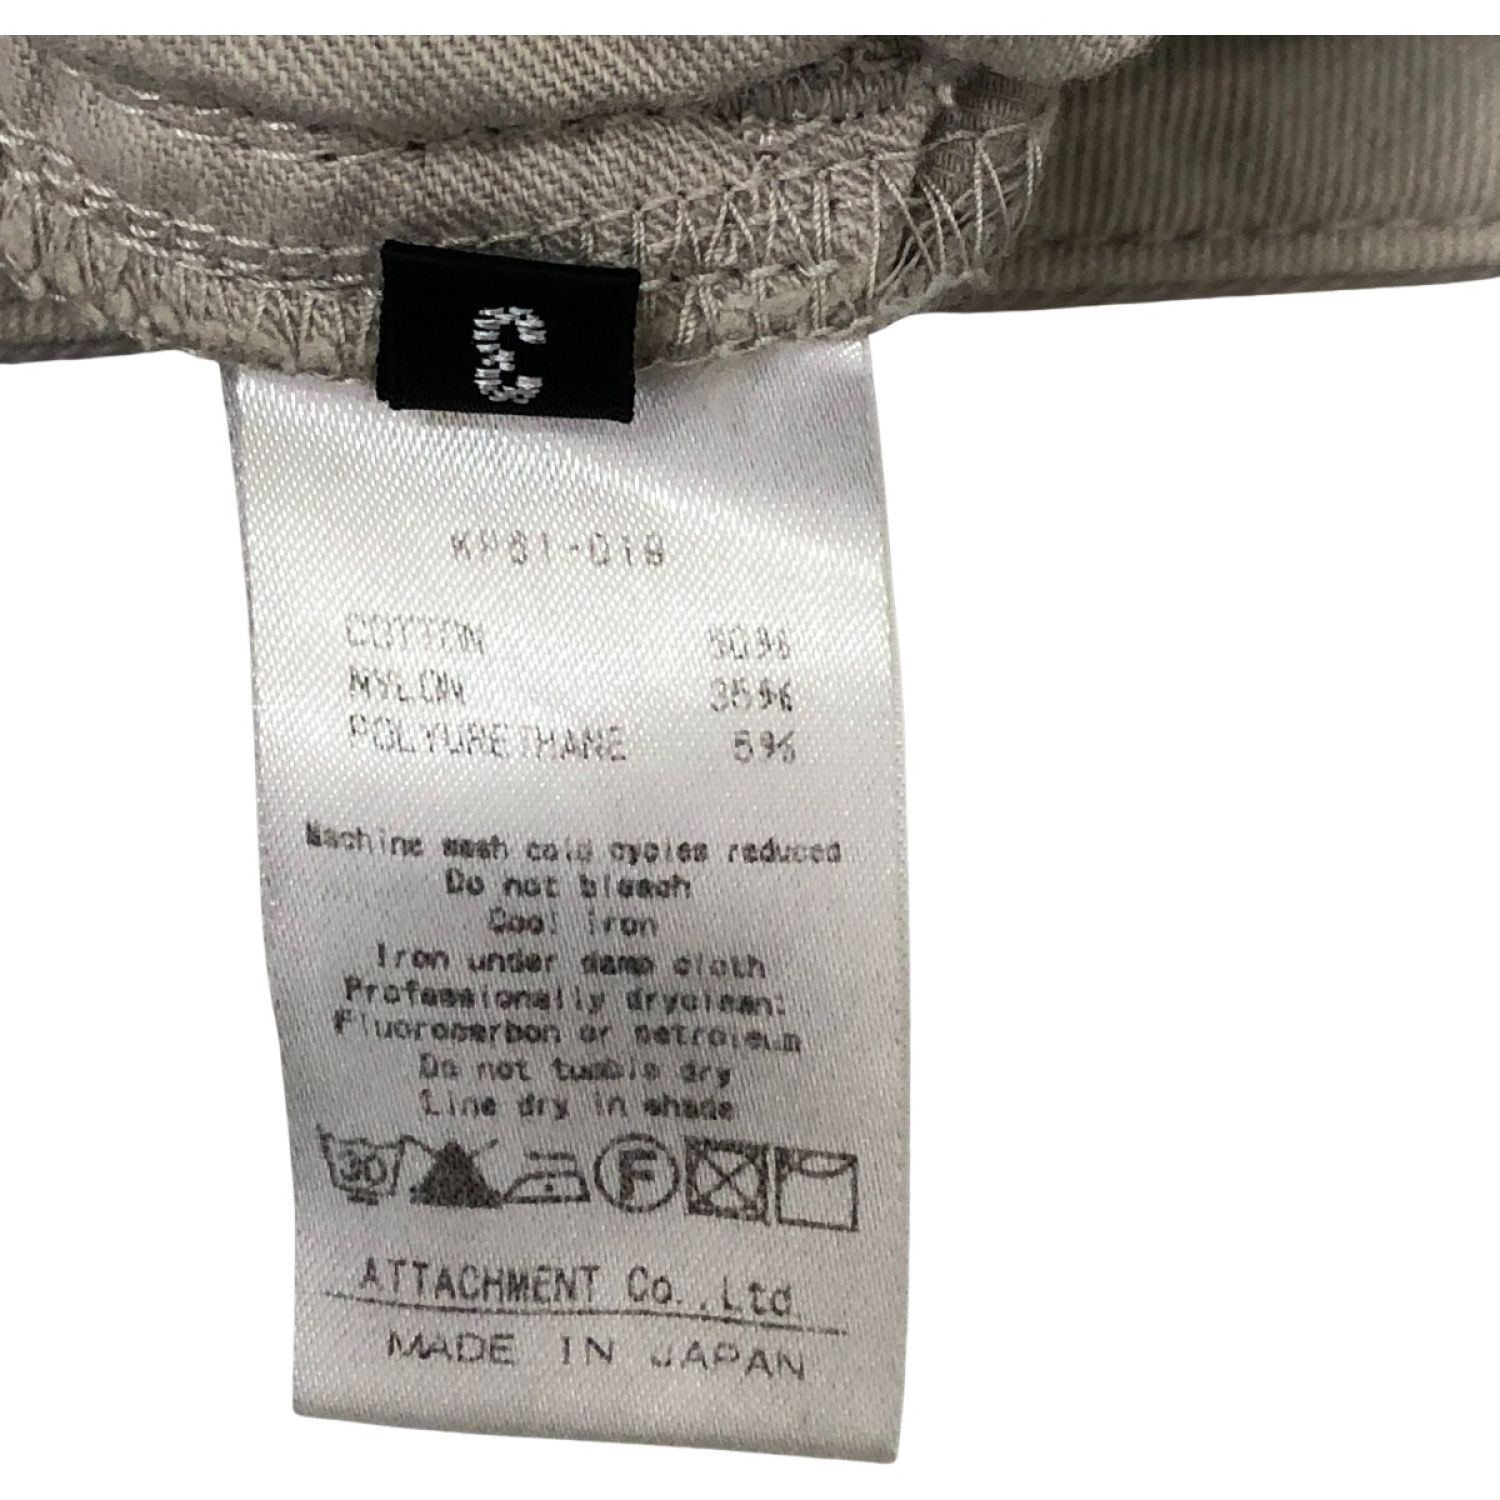 KP61-019
COTTON 60%
NYLON 35%
POLYURETHANE 5%
Machine wash cold cycles reduced
Do not bleach
Cool iron
Iron under damp cloth
Professionally dryclean:
Fluorocarbon or petroleum
Do not tumble dry
Line dry in shade
30 F
ATTACHMENT Co.,Ltd.
MADE IN JAPAN